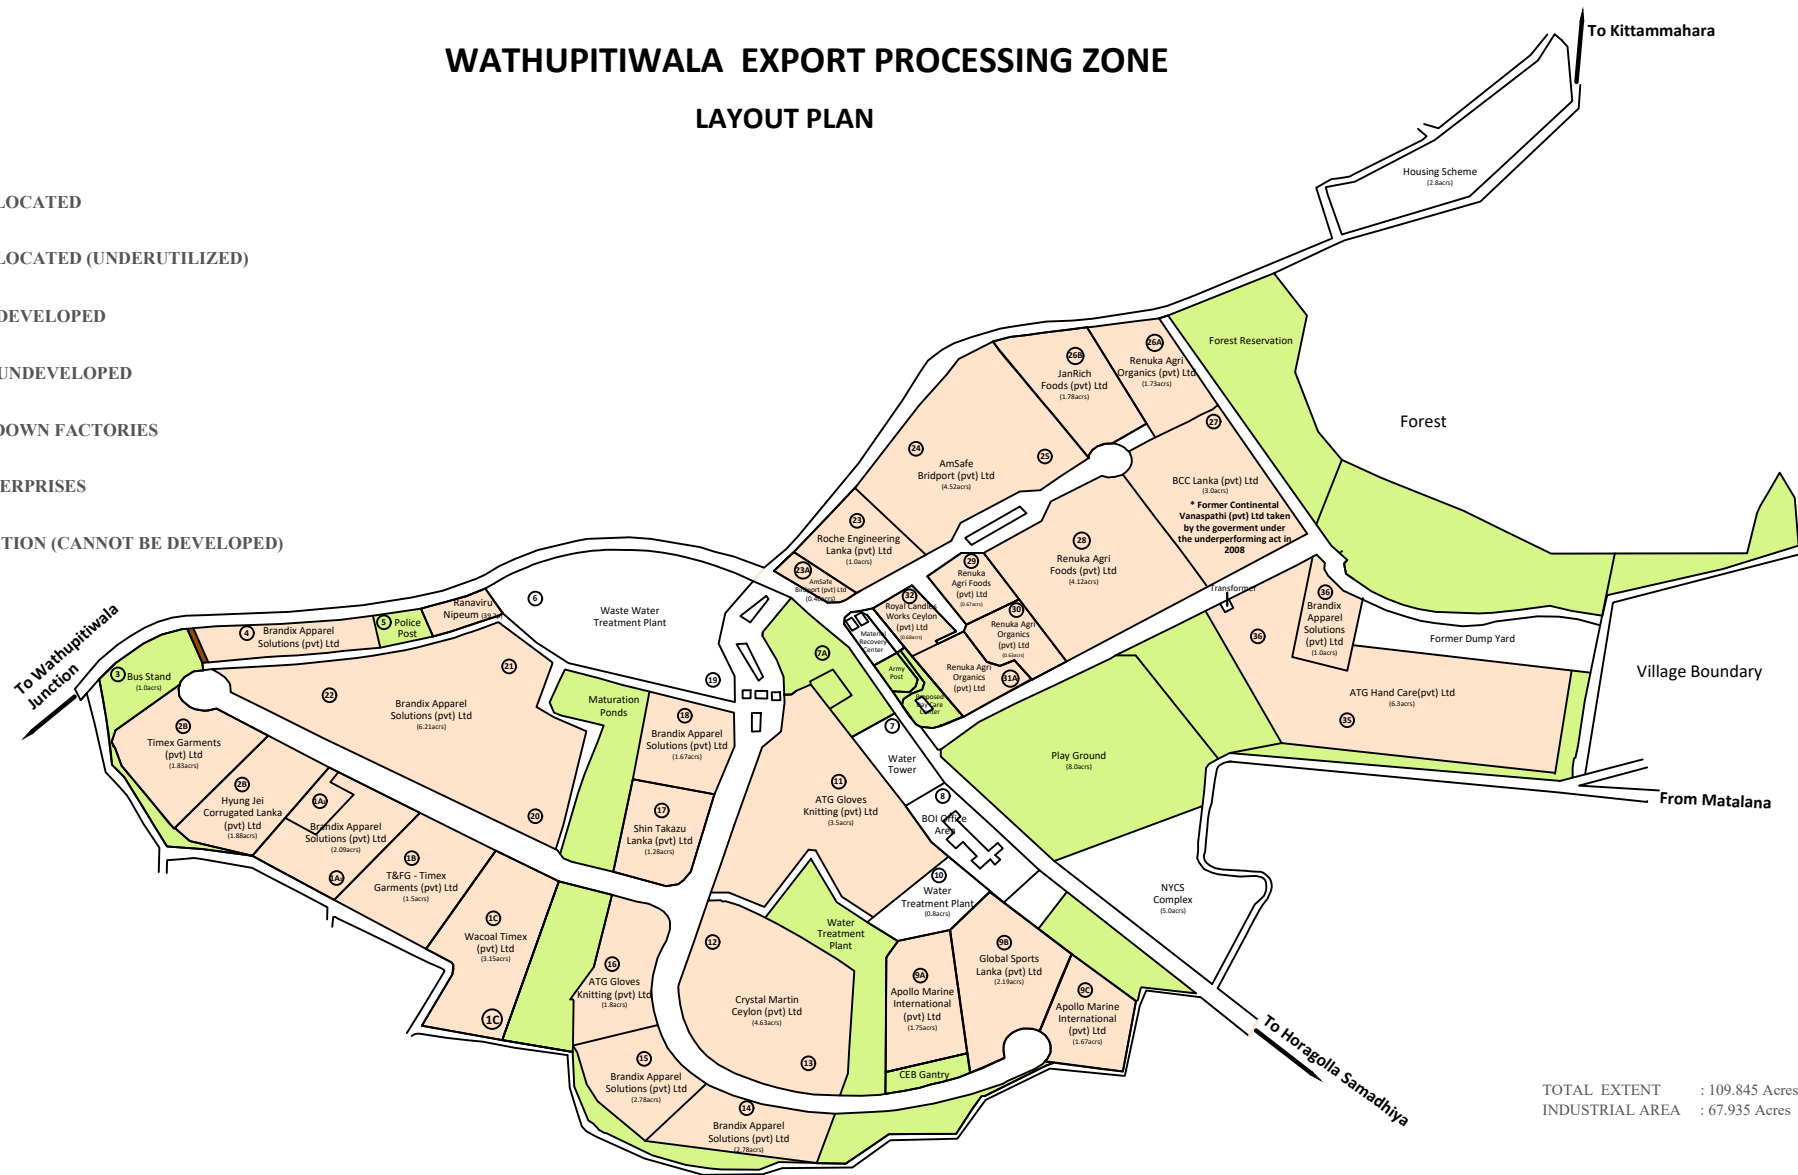 WATHUPITIWALA EXPORT PROCESSING ZONE
LAYOUT PLAN
To Kittammahara
LOCATED
LOCATED (UNDERUTILIZED)
DEVELOPED
UNDEVELOPED
DOWN FACTORIES
ERPRISES
TION (CANNOT BE DEVELOPED)
Housing Scheme
(2.8acrs)
Forest Reservation
Forest
26A
Renuka Agri
Organics (pvt) Ltd
(1.73acrs)
26B
JanRich
Foods (pvt) Ltd
(1.78acrs)
24
25
AmSafe
Bridport (pvt) Ltd
(4.52acrs)
27
BCC Lanka (pvt) Ltd
(3.0acrs)
* Former Continental
Vanaspathi (pvt) Ltd taken
by the goverment under
the underperforming act in
2008
23
Roche Engineering
Lanka (pvt) Ltd
(1.0acrs)
23A
AmSafe
Bridport (pvt) Ltd
28
Renuka Agri
Foods (pvt) Ltd
(4.12acrs)
29
Renuka
Agri Foods
(pvt) Ltd
(0.67acrs)
30
Renuka Agri
Organics
(pvt) Ltd
(0.63acrs)
32
Royal Candles
Works Ceylon
(pvt) Ltd
(0.68acrs)
31A
Renuka Agri
Organics
(pvt) Ltd
Material
Recovery
Center
Army
Post
Proposed
Day Care
Center
Transformer
36
36
Brandix
Apparel
Solutions
(pvt) Ltd
(1.0acrs)
Former Dump Yard
Village Boundary
ATG Hand Care(pvt) Ltd
(6.3acrs)
35
From Matalana
Play Ground
(8.0acrs)
NYCS
Complex
(5.0acrs)
To Wathupitiwala
Junction
3
Bus Stand
(1.0acrs)
4
Brandix Apparel
Solutions (pvt) Ltd
5
Police
Post
Ranaviru
Nipeum
6
Waste Water
Treatment Plant
19
7A
7
Water
Tower
8
BOI Office
Area
10
Water
Treatment Plant
(0.8acrs)
22
21
20
Brandix Apparel
Solutions (pvt) Ltd
(6.21acrs)
Maturation
Ponds
18
Brandix Apparel
Solutions (pvt) Ltd
(1.67acrs)
17
Shin Takazu
Lanka (pvt) Ltd
(1.28acrs)
11
ATG Gloves
Knitting (pvt) Ltd
(3.5acrs)
2B
Timex Garments
(pvt) Ltd
(1.83acrs)
2B
Hyung Jei
Corrugated Lanka
(pvt) Ltd
(1.88acrs)
Brandix Apparel
Solutions (pvt) Ltd
(2.09acrs)
1B
T&FG - Timex
Garments (pvt) Ltd
(1.5acrs)
1C
Wacoal Timex
(pvt) Ltd
(3.15acrs)
1C
16
ATG Gloves
Knitting (pvt) Ltd
(1.8acrs)
15
Brandix Apparel
Solutions (pvt) Ltd
(2.78acrs)
14
Brandix Apparel
Solutions (pvt) Ltd
(2.78acrs)
12
Crystal Martin
Ceylon (pvt) Ltd
(4.63acrs)
13
Water
Treatment
Plant
9A
Apollo Marine
International
(pvt) Ltd
(1.75acrs)
CEB Gantry
9B
Global Sports
Lanka (pvt) Ltd
(2.19acrs)
9C
Apollo Marine
International
(pvt) Ltd
(1.67acrs)
To Horagolla Samadhiya
TOTAL EXTENT : 109.845 Acres
INDUSTRIAL AREA : 67.935 Acres